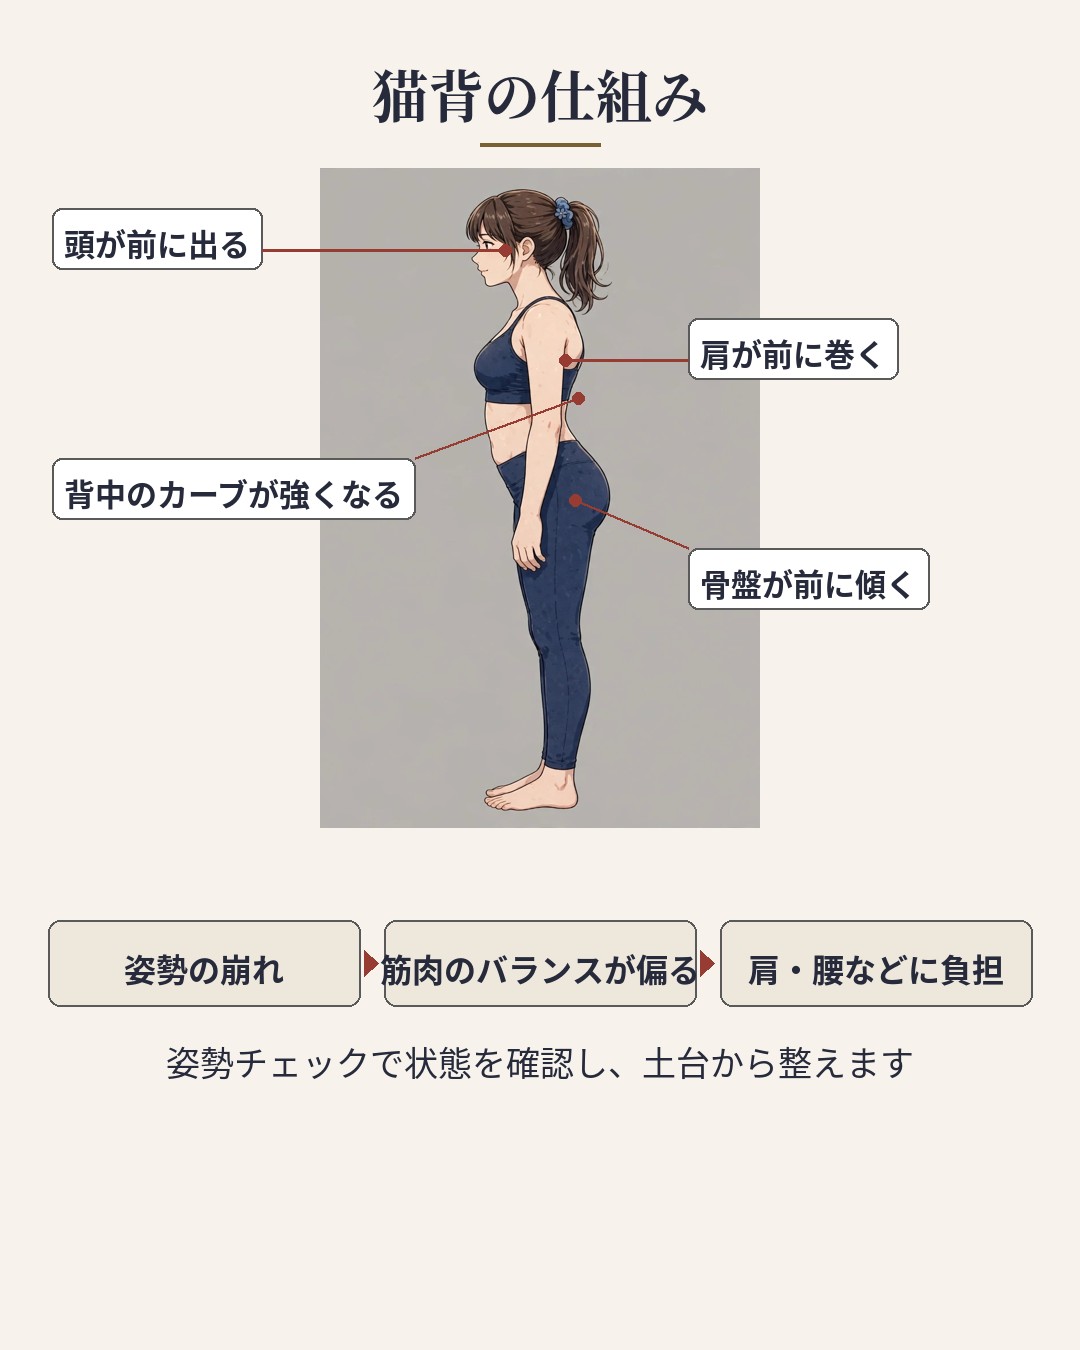 猫背の仕組み
頭が前に出る
肩が前に巻く
背中のカーブが強くなる
骨盤が前に傾く
姿勢の崩れ
筋肉のバランスが偏る
肩・腰などに負担
姿勢チェックで状態を確認し、土台から整えます